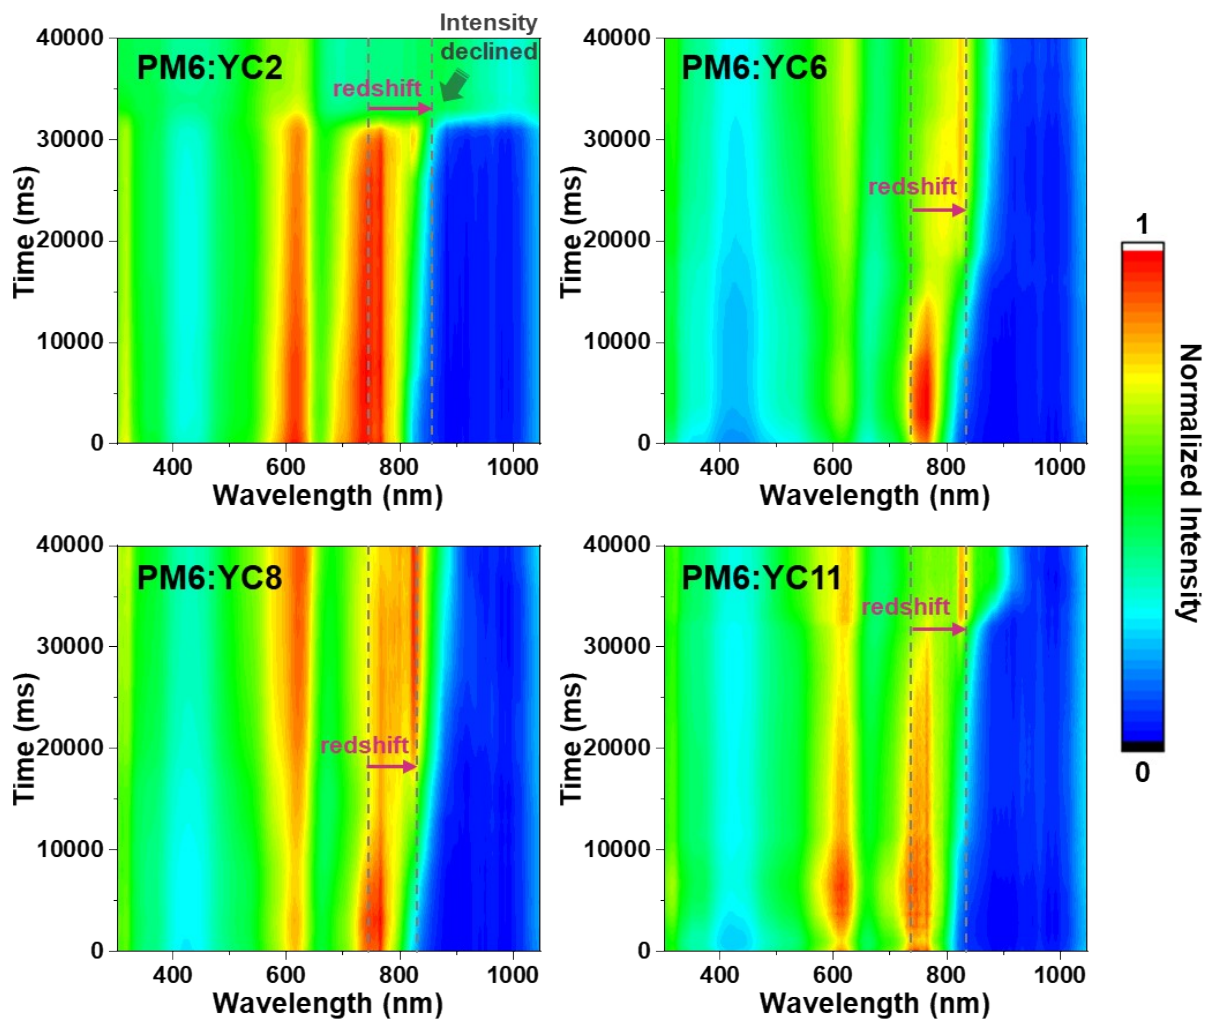 Intensity
declined
PM6:YC2
redshift
40000
30000
20000
10000
0
Time (ms)
400 600 800 1000
Wavelength (nm)
PM6:YC6
redshift
40000
30000
20000
10000
0
Time (ms)
400 600 800 1000
Wavelength (nm)
PM6:YC8
redshift
40000
30000
20000
10000
0
Time (ms)
400 600 800 1000
Wavelength (nm)
PM6:YC11
redshift
40000
30000
20000
10000
0
Time (ms)
400 600 800 1000
Wavelength (nm)
1
Normalized Intensity
0